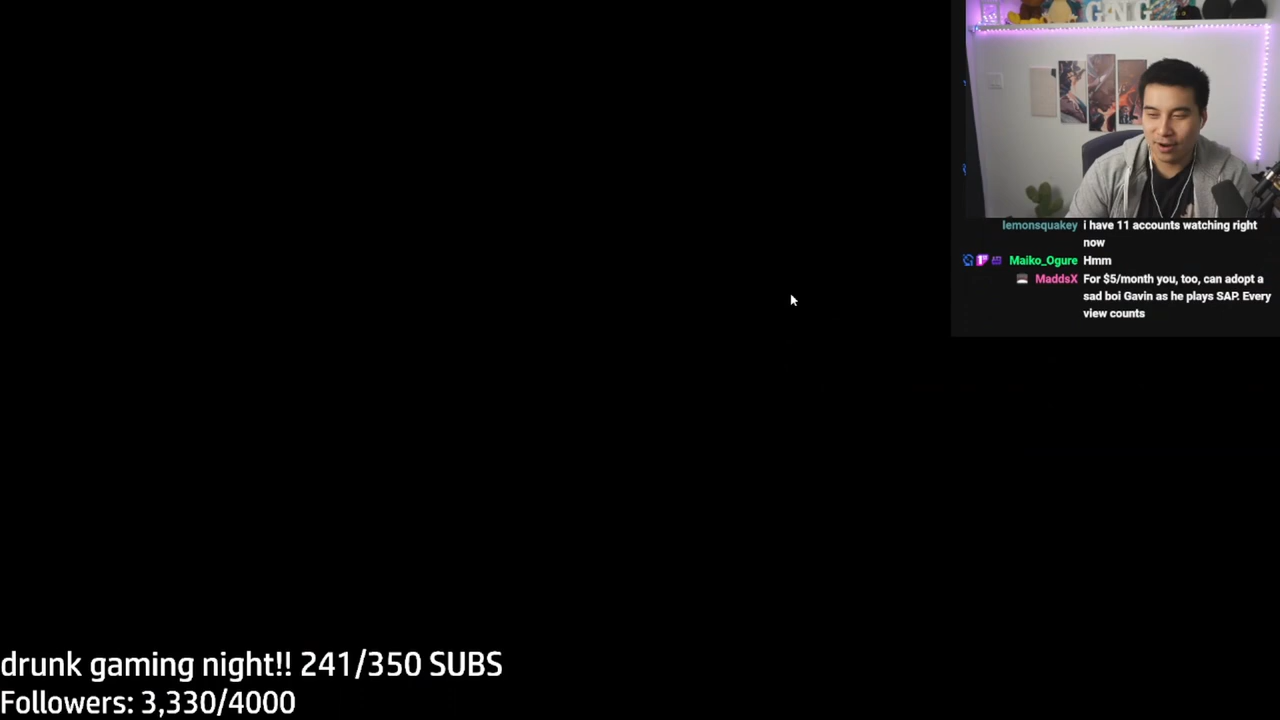 GNG
lemonsquakey i have 11 accounts watching right
now
Maiko_Ogure Hmm
MaddsX For $5/month you, too, can adopt a
sad boi Gavin as he plays SAP. Every
view counts
drunk gaming night!! 241/350 SUBS
Followers: 3,330/4000